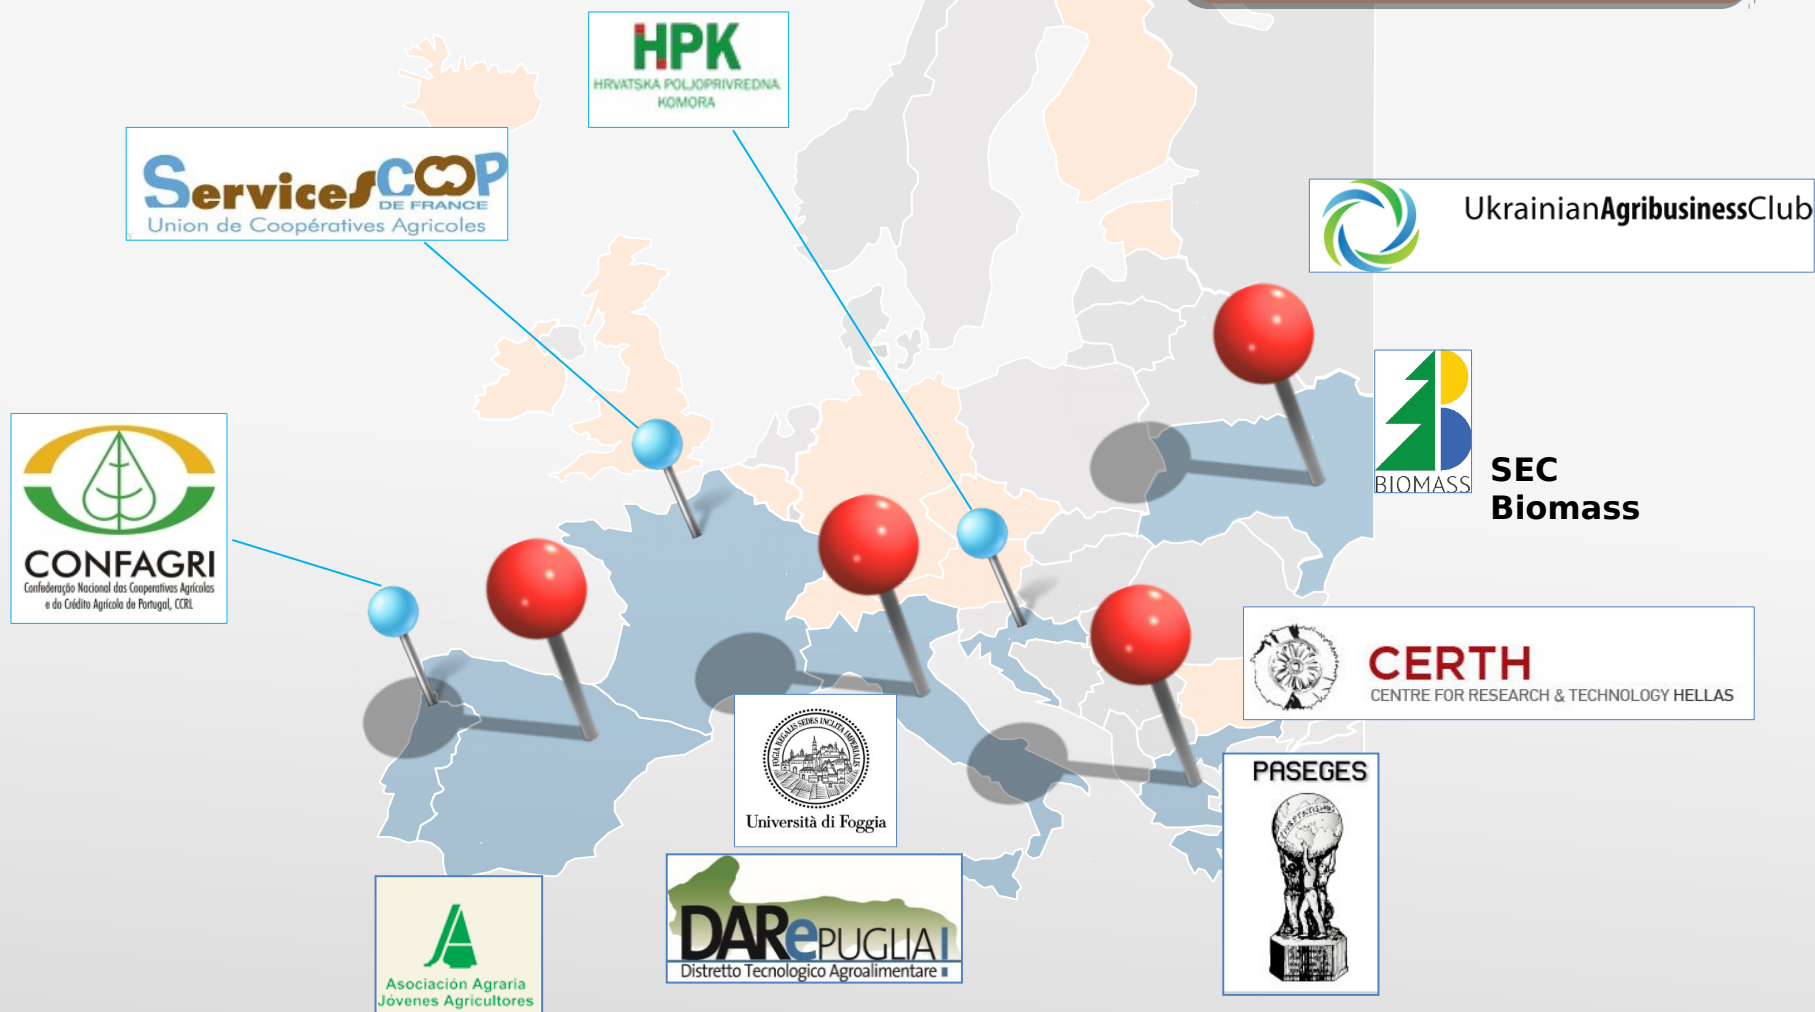 HPK
HRVATSKA POLJOPRIVREDNA
KOMORA
ServicesCOOP
DE FRANCE
Union de Coopératives Agricoles
UkrainianAgribusinessClub
BIOMASS
SEC
Biomass
CONFAGRI
Confederação Nacional das Cooperativas Agrícolas
e do Crédito Agrícola de Portugal, CCRL
CERTH
CENTRE FOR RESEARCH & TECHNOLOGY HELLAS
Università di Foggia
PASEGES
DARePUGLIA
Distretto Tecnologico Agroalimentare
Asociación Agraria
Jóvenes Agricultores